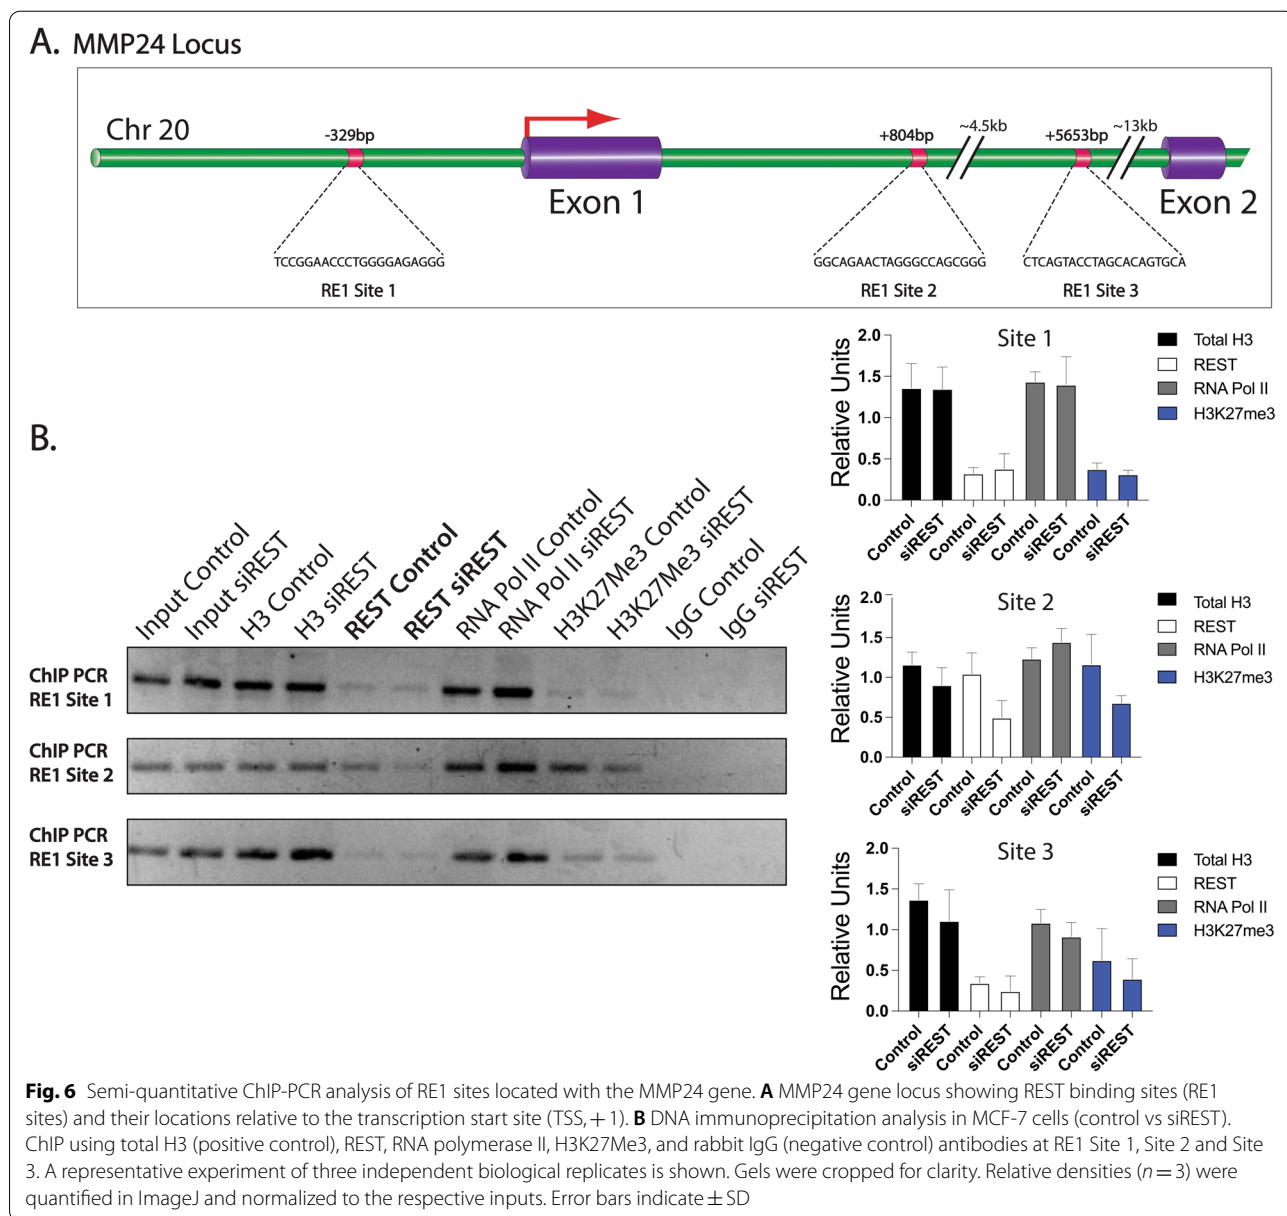 A. MMP24 Locus
Chr 20
-329bp
+804bp
~4.5kb
+5653bp
~13kb
Exon 1
Exon 2
TCCGGAACCCTGGGGAGAGGG
GGCAGAACTAGGGCCAGCGGG
CTCAGTACCTAGCACAGTGCA
RE1 Site 1
RE1 Site 2
RE1 Site 3
B.
Input Control
Input siREST
H3 Control
H3 siREST
REST Control
REST siREST
RNA Pol II Control
RNA Pol II siREST
H3K27Me3 Control
H3K27Me3 siREST
IgG Control
IgG siREST
ChIP PCR
RE1 Site 1
ChIP PCR
RE1 Site 2
ChIP PCR
RE1 Site 3
Site 1
Relative Units
2.0
1.5
1.0
0.5
0.0
Control
siREST
Control
siREST
Control
siREST
Control
siREST
Total H3
REST
RNA Pol II
H3K27me3
Site 2
Relative Units
2.0
1.5
1.0
0.5
0.0
Control
siREST
Control
siREST
Control
siREST
Control
siREST
Total H3
REST
RNA Pol II
H3K27me3
Site 3
Relative Units
2.0
1.5
1.0
0.5
0.0
Control
siREST
Control
siREST
Control
siREST
Control
siREST
Total H3
REST
RNA Pol II
H3K27me3
Fig. 6 Semi-quantitative ChIP-PCR analysis of RE1 sites located with the MMP24 gene. A MMP24 gene locus showing REST binding sites (RE1
sites) and their locations relative to the transcription start site (TSS, + 1). B DNA immunoprecipitation analysis in MCF-7 cells (control vs siREST).
ChIP using total H3 (positive control), REST, RNA polymerase II, H3K27Me3, and rabbit IgG (negative control) antibodies at RE1 Site 1, Site 2 and Site
3. A representative experiment of three independent biological replicates is shown. Gels were cropped for clarity. Relative densities (n = 3) were
quantified in ImageJ and normalized to the respective inputs. Error bars indicate ± SD